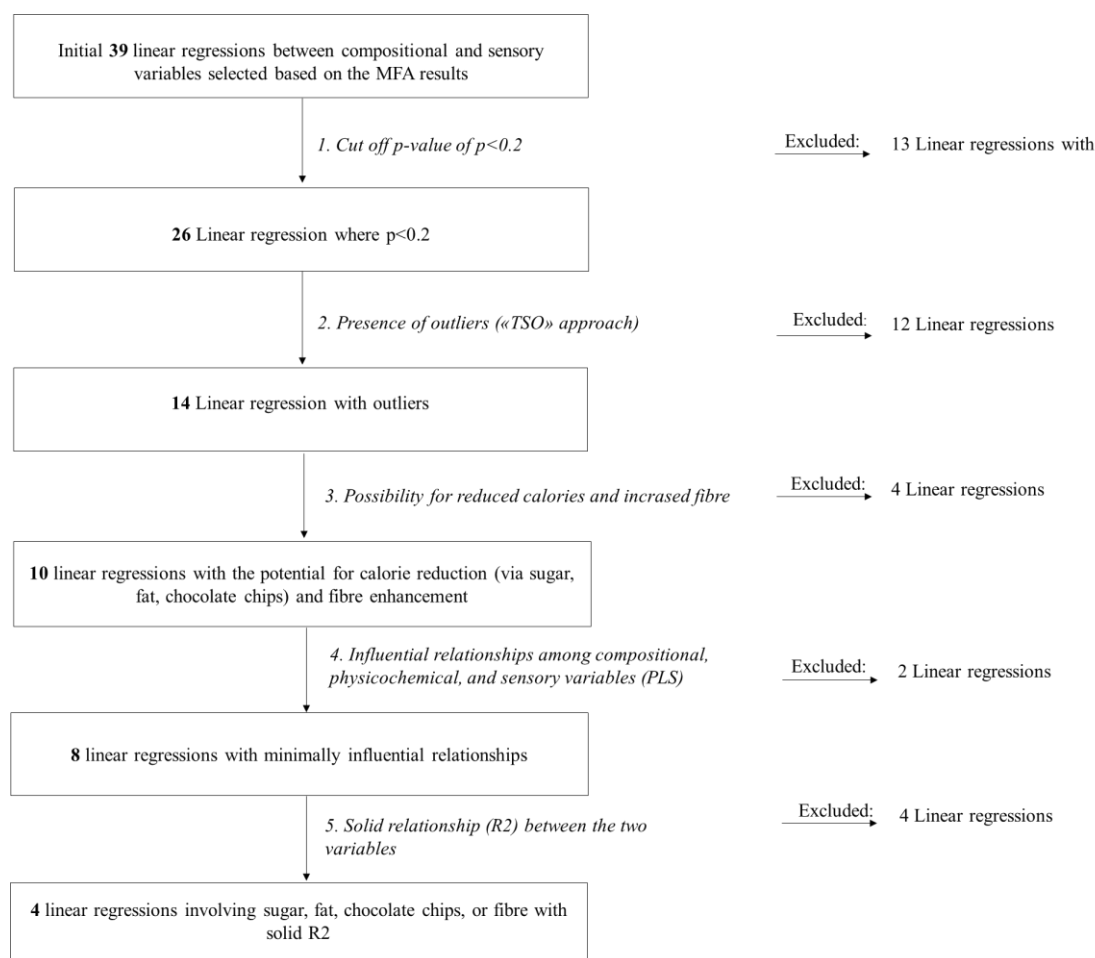 Initial 39 linear regressions between compositional and sensory
variables selected based on the MFA results
1. Cut off p-value of p<0.2
Excluded:
13 Linear regressions with
26 Linear regression where p<0.2
2. Presence of outliers («TSO» approach)
Excluded:
12 Linear regressions
14 Linear regression with outliers
3. Possibility for reduced calories and incrased fibre
Excluded:
4 Linear regressions
10 linear regressions with the potential for calorie reduction (via sugar,
fat, chocolate chips) and fibre enhancement
4. Influential relationships among compositional,
physicochemical, and sensory variables (PLS)
Excluded:
2 Linear regressions
8 linear regressions with minimally influential relationships
5. Solid relationship (R2) between the two
variables
Excluded:
4 Linear regressions
4 linear regressions involving sugar, fat, chocolate chips, or fibre with
solid R2